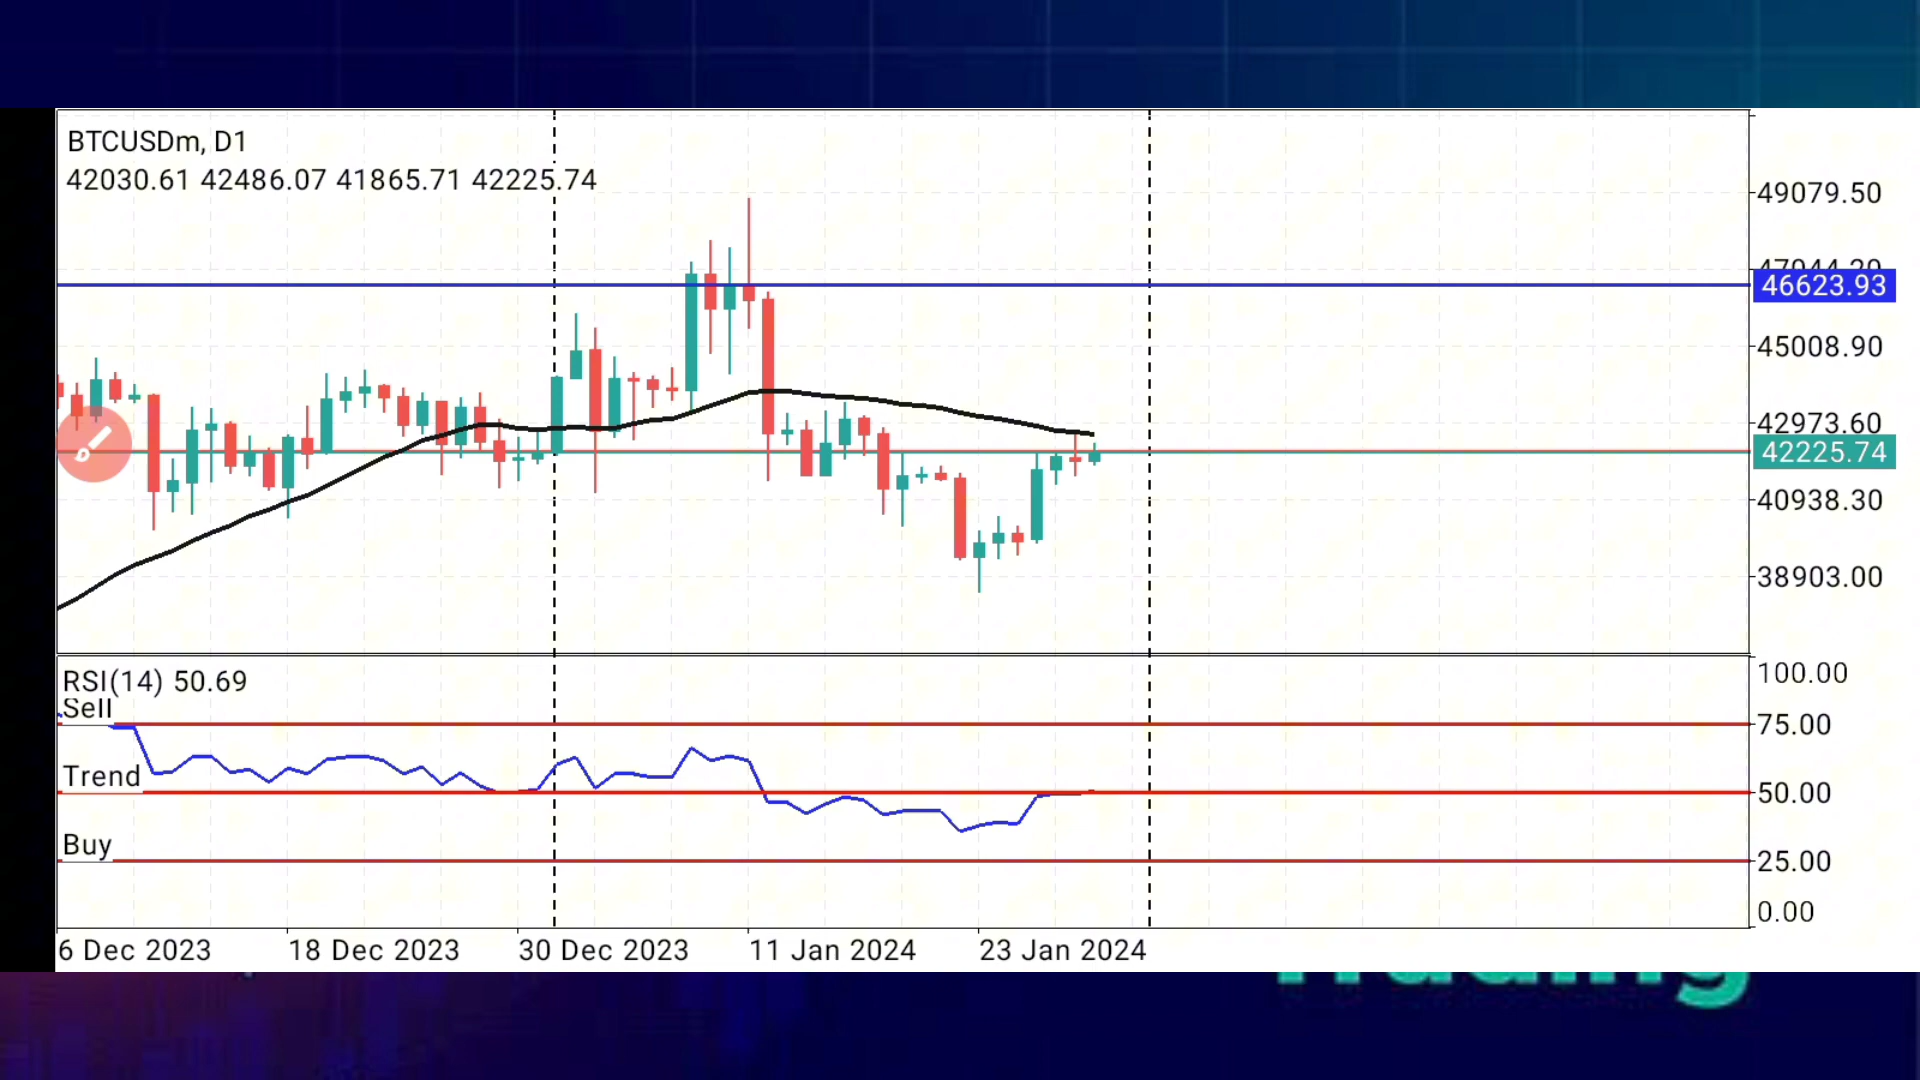 BTCUSDm, D1
42030.61 42486.07 41865.71 42225.74
49079.50
46623.93
45008.90
42973.60
42225.74
40938.30
38903.00
RSI(14) 50.69
100.00
Sell
75.00
Trend
50.00
Buy
25.00
0.00
6 Dec 2023 18 Dec 2023 30 Dec 2023 11 Jan 2024 23 Jan 2024